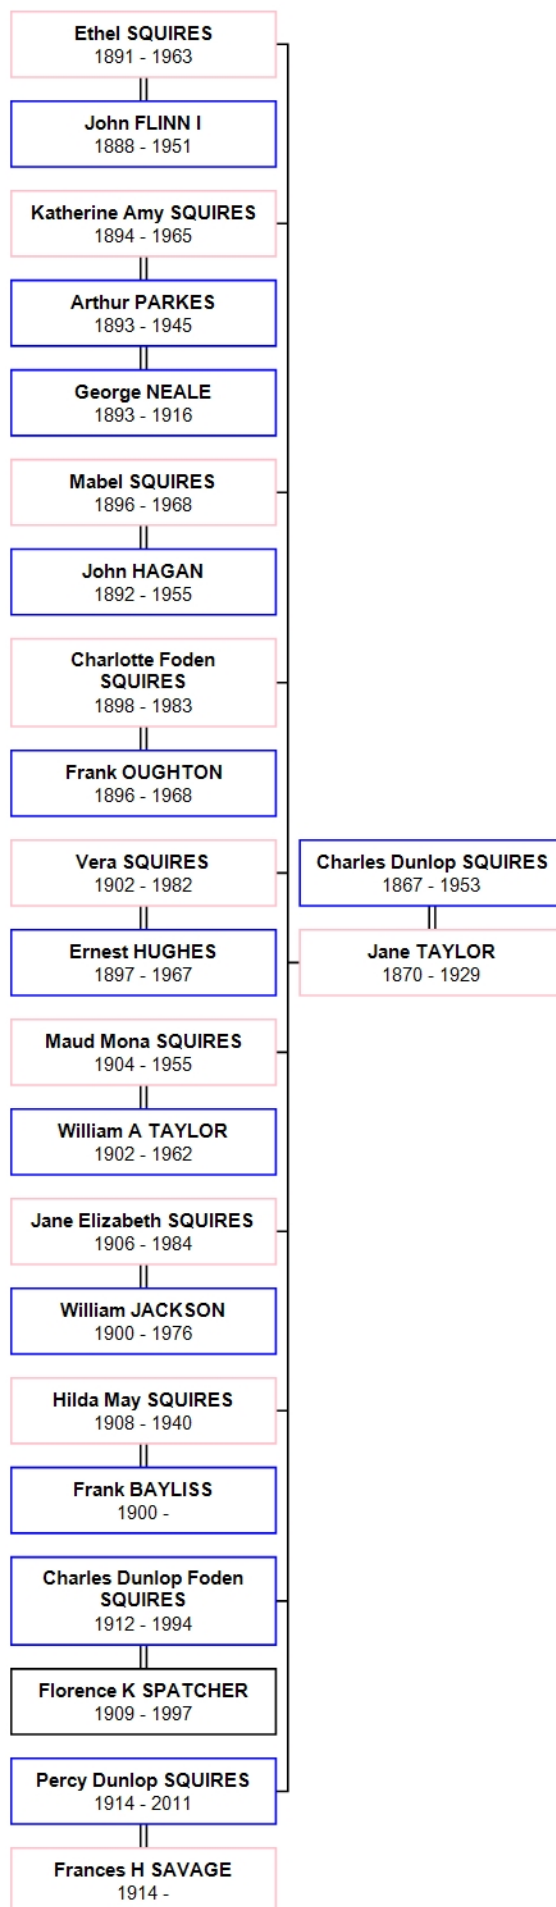 Ethel SQUIRES
1891 - 1963
John FLINN I
1888 - 1951
Katherine Amy SQUIRES
1894 - 1965
Arthur PARKES
1893 - 1945
George NEALE
1893 - 1916
Mabel SQUIRES
1896 - 1968
John HAGAN
1892 - 1955
Charlotte Foden
SQUIRES
1898 - 1983
Frank OUGHTON
1896 - 1968
Vera SQUIRES
1902 - 1982
Ernest HUGHES
1897 - 1967
Charles Dunlop SQUIRES
1867 - 1953
Jane TAYLOR
1870 - 1929
Maud Mona SQUIRES
1904 - 1955
William A TAYLOR
1902 - 1962
Jane Elizabeth SQUIRES
1906 - 1984
William JACKSON
1900 - 1976
Hilda May SQUIRES
1908 - 1940
Frank BAYLISS
1900 -
Charles Dunlop Foden
SQUIRES
1912 - 1994
Florence K SPATCHER
1909 - 1997
Percy Dunlop SQUIRES
1914 - 2011
Frances H SAVAGE
1914 -